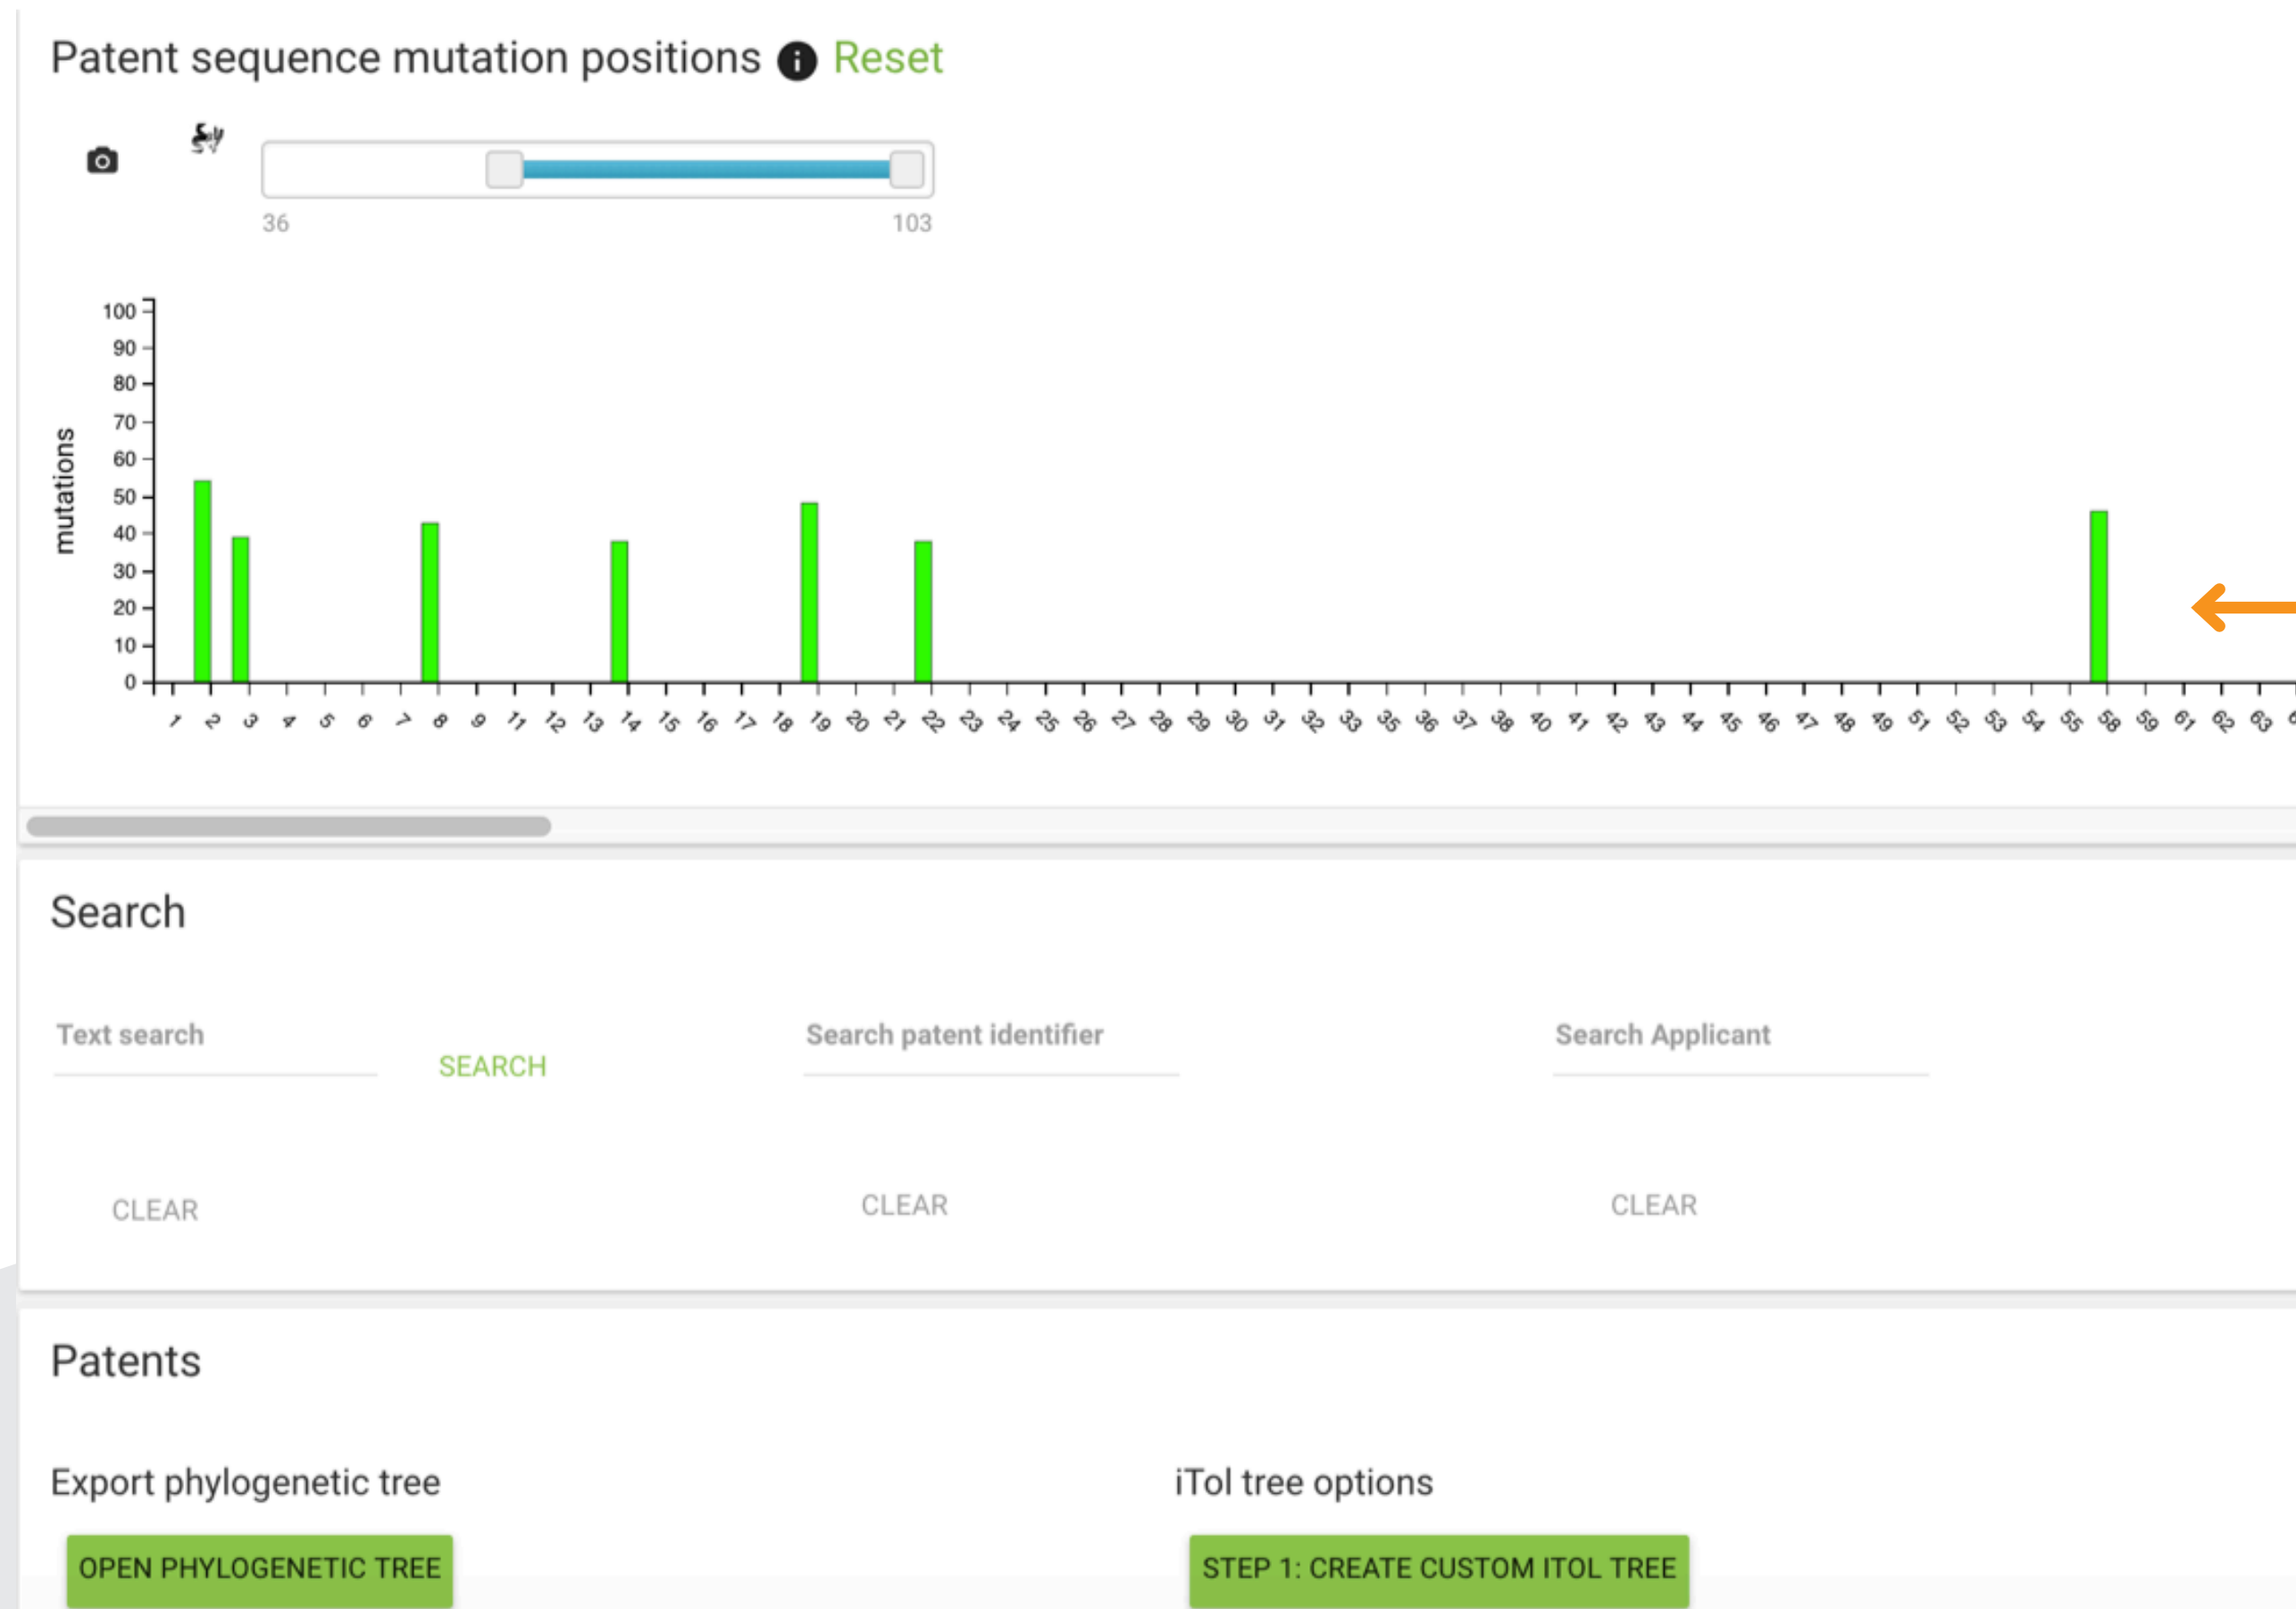 Patent sequence mutation positions i Reset
36 103
mutations
100
90
80
70
60
50
40
30
20
10
0
1 2 3 4 5 6 7 8 9 11 12 13 14 15 16 17 18 19 20 21 22 23 24 25 26 27 28 29 30 31 32 33 35 36 37 38 40 41 42 43 44 45 46 47 48 49 51 52 53 54 55 58 59 61 62 63
Search
Text search SEARCH Search patent identifier Search Applicant
CLEAR CLEAR CLEAR
Patents
Export phylogenetic tree iTol tree options
OPEN PHYLOGENETIC TREE STEP 1: CREATE CUSTOM ITOL TREE